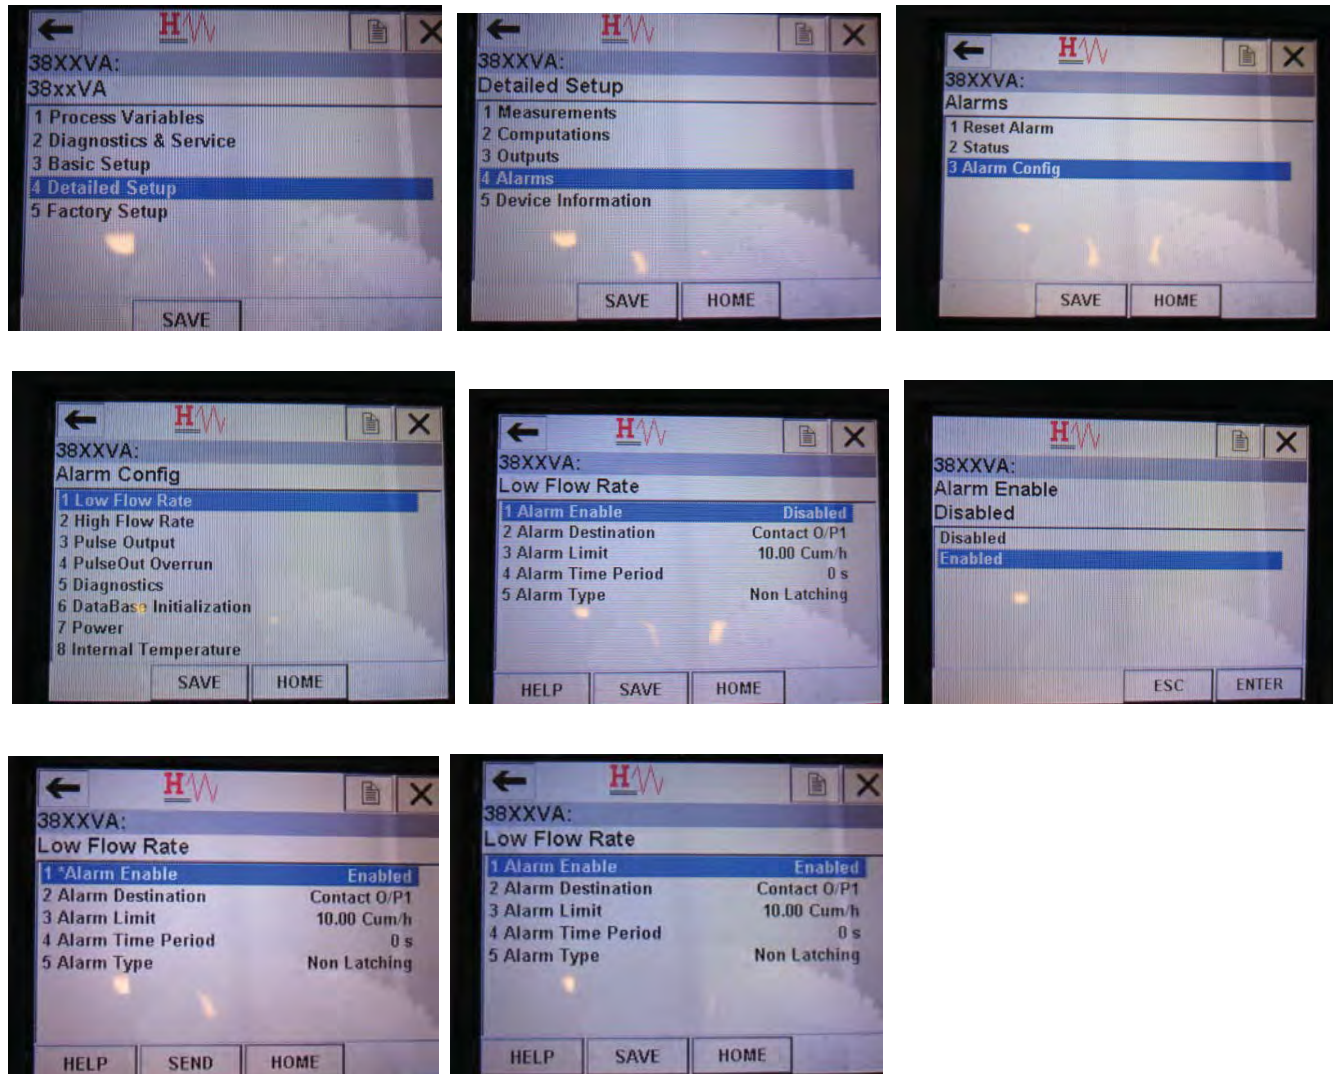 H
38XXVA:
38xxVA
1 Process Variables
2 Diagnostics & Service
3 Basic Setup
4 Detailed Setup
5 Factory Setup
SAVE
H
38XXVA:
Detailed Setup
1 Measurements
2 Computations
3 Outputs
4 Alarms
5 Device Information
SAVE HOME
H
38XXVA:
Alarms
1 Reset Alarm
2 Status
3 Alarm Config
SAVE HOME
H
38XXVA:
Alarm Config
1 Low Flow Rate
2 High Flow Rate
3 Pulse Output
4 PulseOut Overrun
5 Diagnostics
6 DataBase Initialization
7 Power
8 Internal Temperature
SAVE HOME
H
38XXVA:
Low Flow Rate
1 Alarm Enable Disabled
2 Alarm Destination Contact O/P1
3 Alarm Limit 10.00 Cum/h
4 Alarm Time Period 0 s
5 Alarm Type Non Latching
HELP SAVE HOME
H
38XXVA:
Alarm Enable
Disabled
Disabled
Enabled
ESC ENTER
H
38XXVA:
Low Flow Rate
1 *Alarm Enable Enabled
2 Alarm Destination Contact O/P1
3 Alarm Limit 10.00 Cum/h
4 Alarm Time Period 0 s
5 Alarm Type Non Latching
HELP SEND HOME
H
38XXVA:
Low Flow Rate
1 Alarm Enable Enabled
2 Alarm Destination Contact O/P1
3 Alarm Limit 10.00 Cum/h
4 Alarm Time Period 0 s
5 Alarm Type Non Latching
HELP SAVE HOME